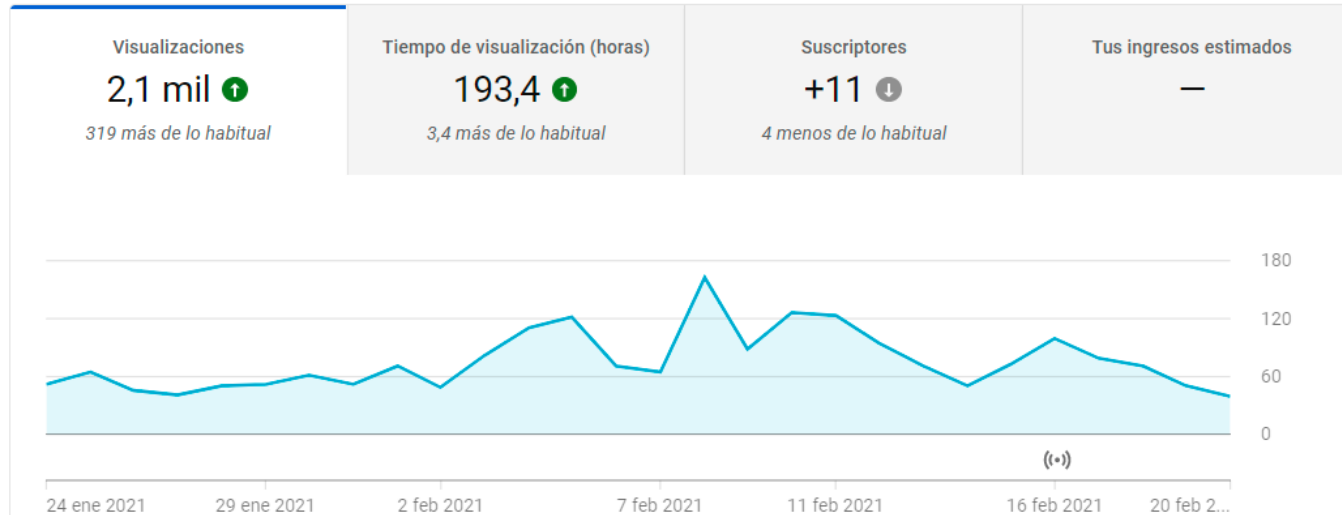 Visualizaciones
2,1 mil
319 más de lo habitual
Tiempo de visualización (horas)
193,4
3,4 más de lo habitual
Suscriptores
+11
4 menos de lo habitual
Tus ingresos estimados
—
180
120
60
0
24 ene 2021
29 ene 2021
2 feb 2021
7 feb 2021
11 feb 2021
16 feb 2021
20 feb 2...